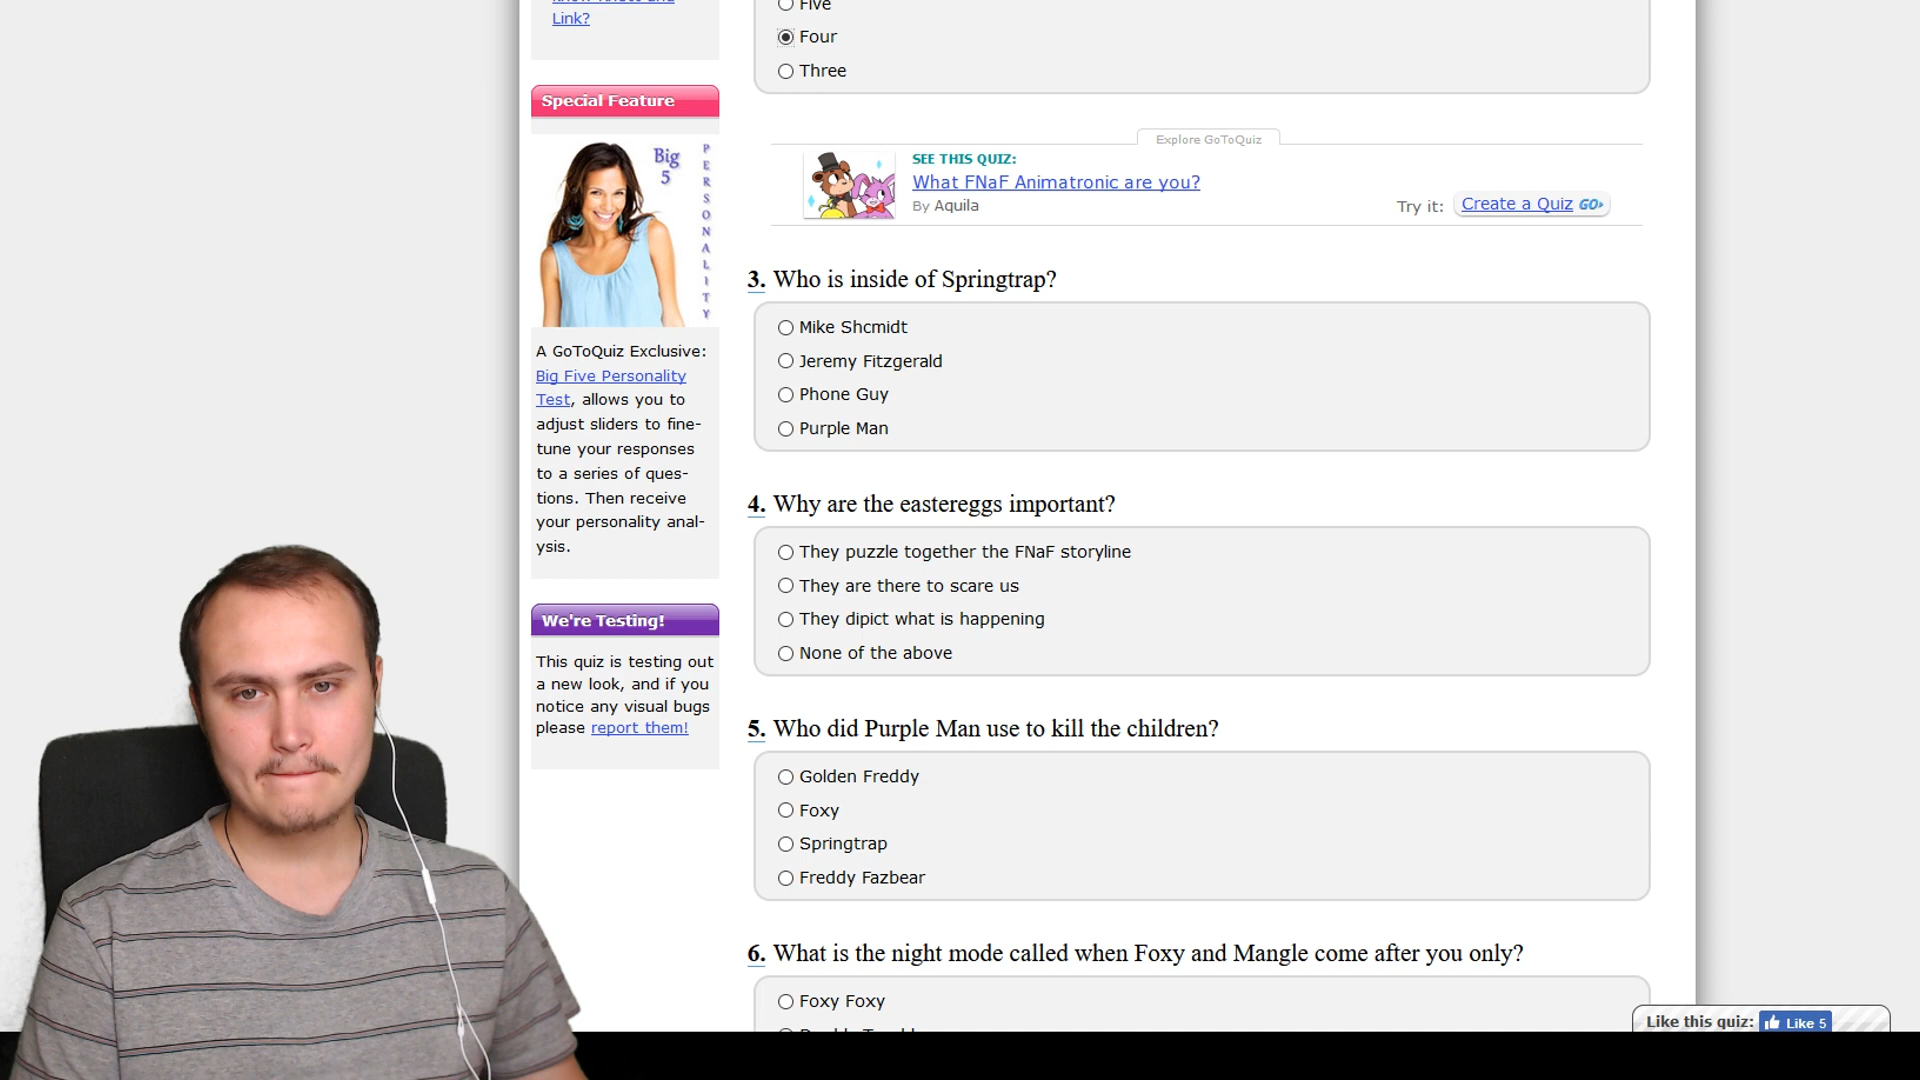 Link?
Special Feature
Big
5
PERSONALITY
A GoToQuiz Exclusive:
Big Five Personality
Test, allows you to
adjust sliders to fine-
tune your responses
to a series of ques-
tions. Then receive
your personality anal-
ysis.
We're Testing!
This quiz is testing out
a new look, and if you
notice any visual bugs
please report them!
Five
Four
Three
Explore GoToQuiz
SEE THIS QUIZ:
What FNaF Animatronic are you?
By Aquila
Try it: Create a Quiz GO›
3. Who is inside of Springtrap?
Mike Shcmidt
Jeremy Fitzgerald
Phone Guy
Purple Man
4. Why are the eastereggs important?
They puzzle together the FNaF storyline
They are there to scare us
They dipict what is happening
None of the above
5. Who did Purple Man use to kill the children?
Golden Freddy
Foxy
Springtrap
Freddy Fazbear
6. What is the night mode called when Foxy and Mangle come after you only?
Foxy Foxy
Like this quiz: Like 5